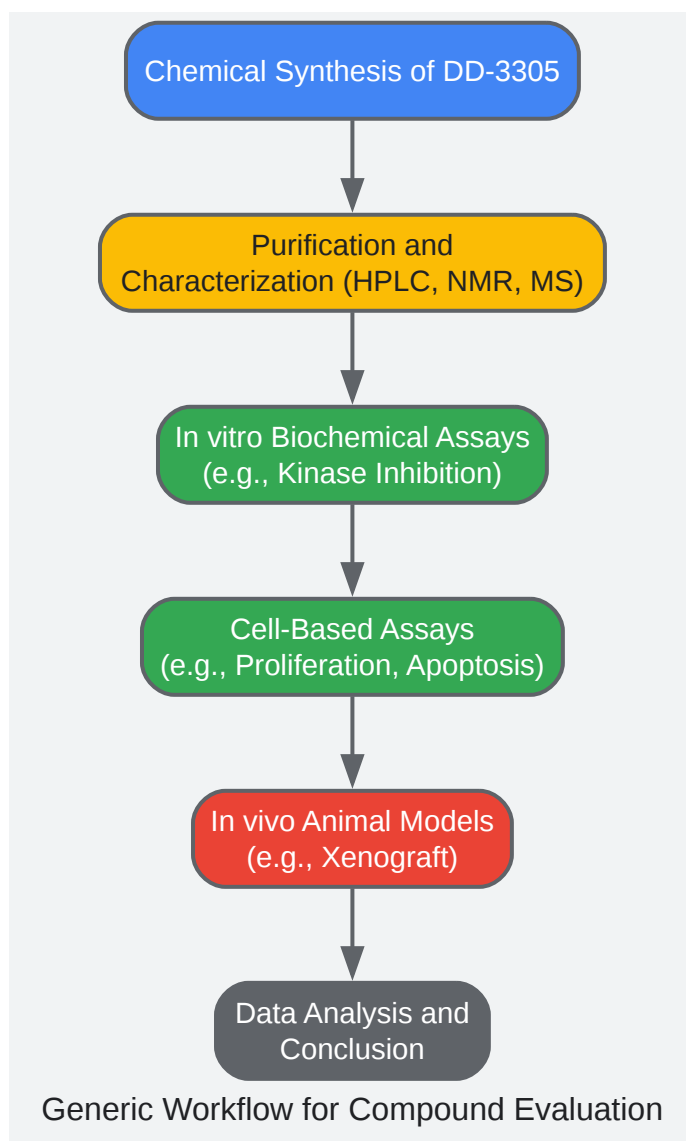 Chemical Synthesis of DD-3305
Purification and
Characterization (HPLC, NMR, MS)
In vitro Biochemical Assays
(e.g., Kinase Inhibition)
Cell-Based Assays
(e.g., Proliferation, Apoptosis)
In vivo Animal Models
(e.g., Xenograft)
Data Analysis and
Conclusion
Generic Workflow for Compound Evaluation